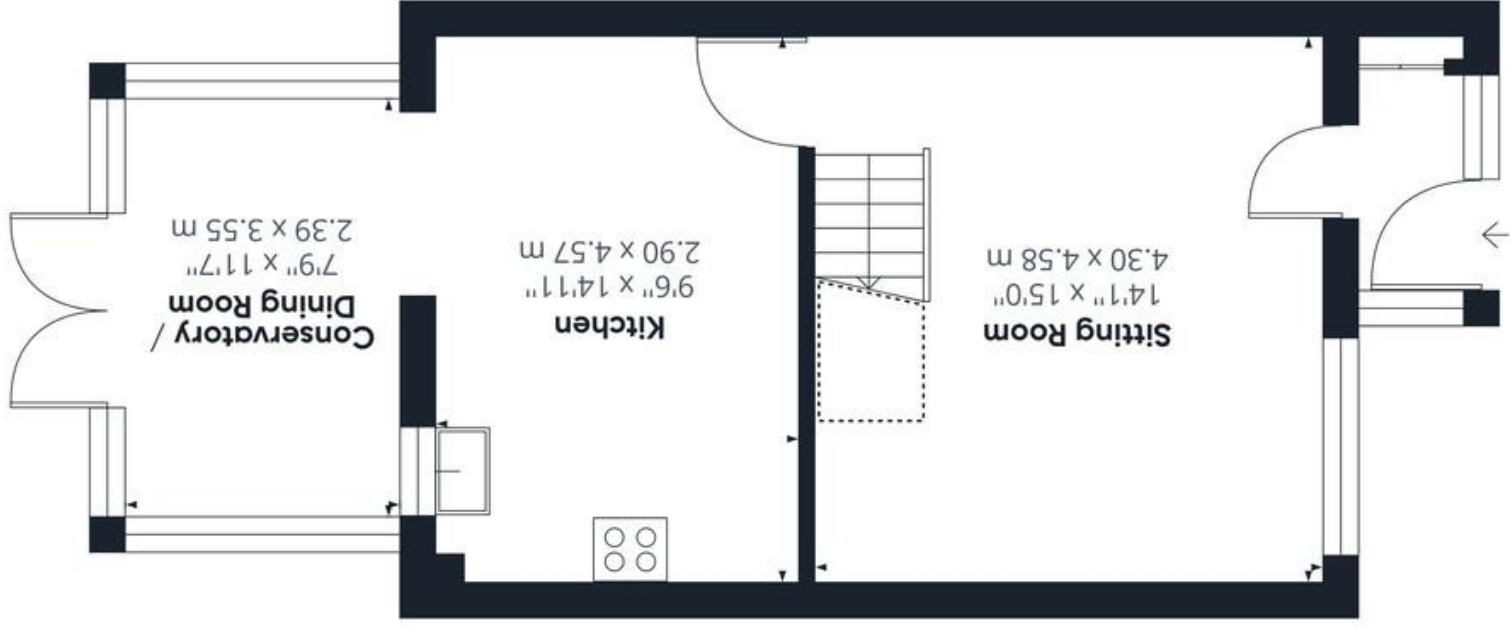 Sitting Room
14'1" x 15'0"
4.30 x 4.58 m
Kitchen
9'6" x 14'11"
2.90 x 4.57 m
Conservatory /
Dining Room
7'9" x 11'7"
2.39 x 3.55 m